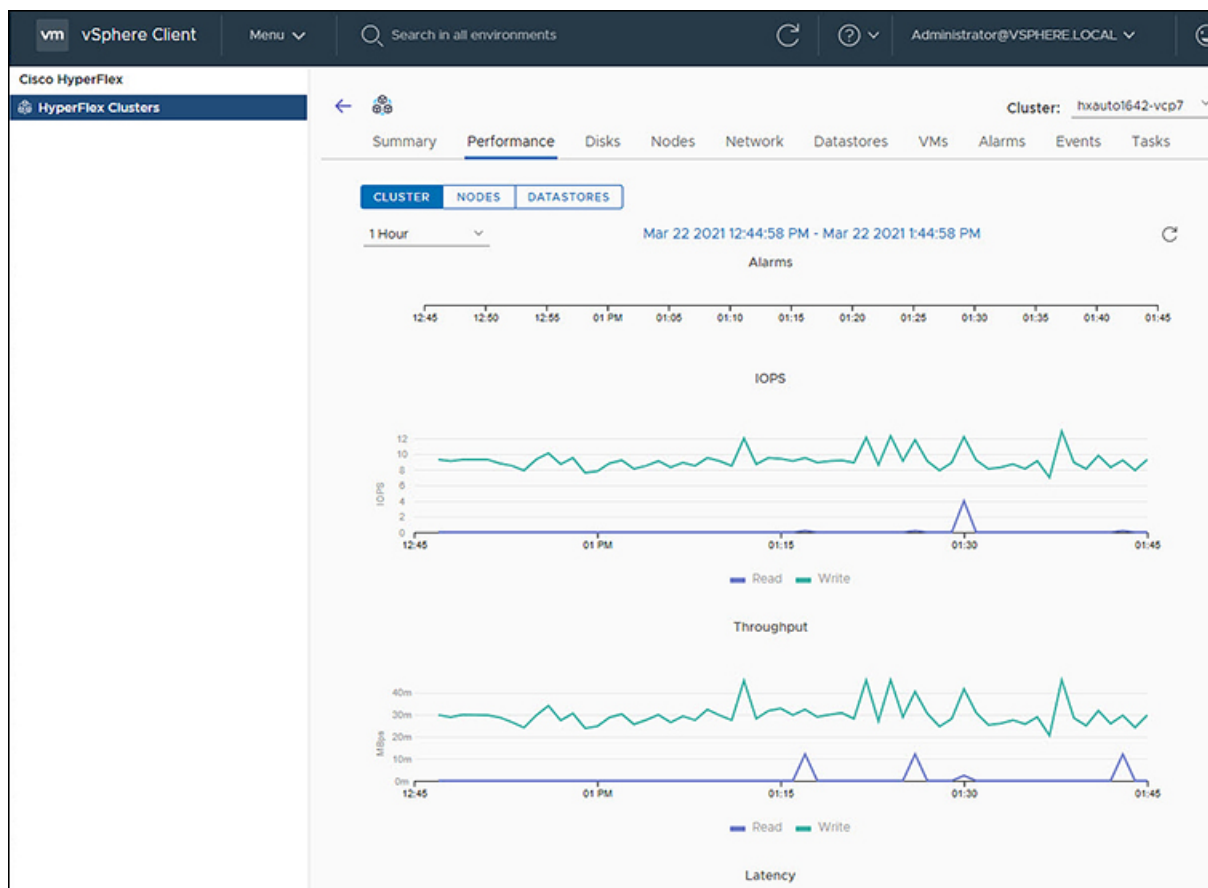 vm vSphere Client Menu Search in all environments Administrator@VSPHERE.LOCAL
Cisco HyperFlex
HyperFlex Clusters
Cluster: hxauto1642-vcp7
Summary Performance Disks Nodes Network Datastores VMs Alarms Events Tasks
CLUSTER NODES DATASTORES
1 Hour Mar 22 2021 12:44:58 PM - Mar 22 2021 1:44:58 PM
Alarms
12:45 12:50 12:55 01 PM 01:05 01:10 01:15 01:20 01:25 01:30 01:35 01:40 01:45
IOPS
12
10
8
6
4
2
0
IOPS
12:45 01 PM 01:15 01:30 01:45
Read Write
Throughput
40m
30m
20m
10m
0m
MBps
12:45 01 PM 01:15 01:30 01:45
Read Write
Latency